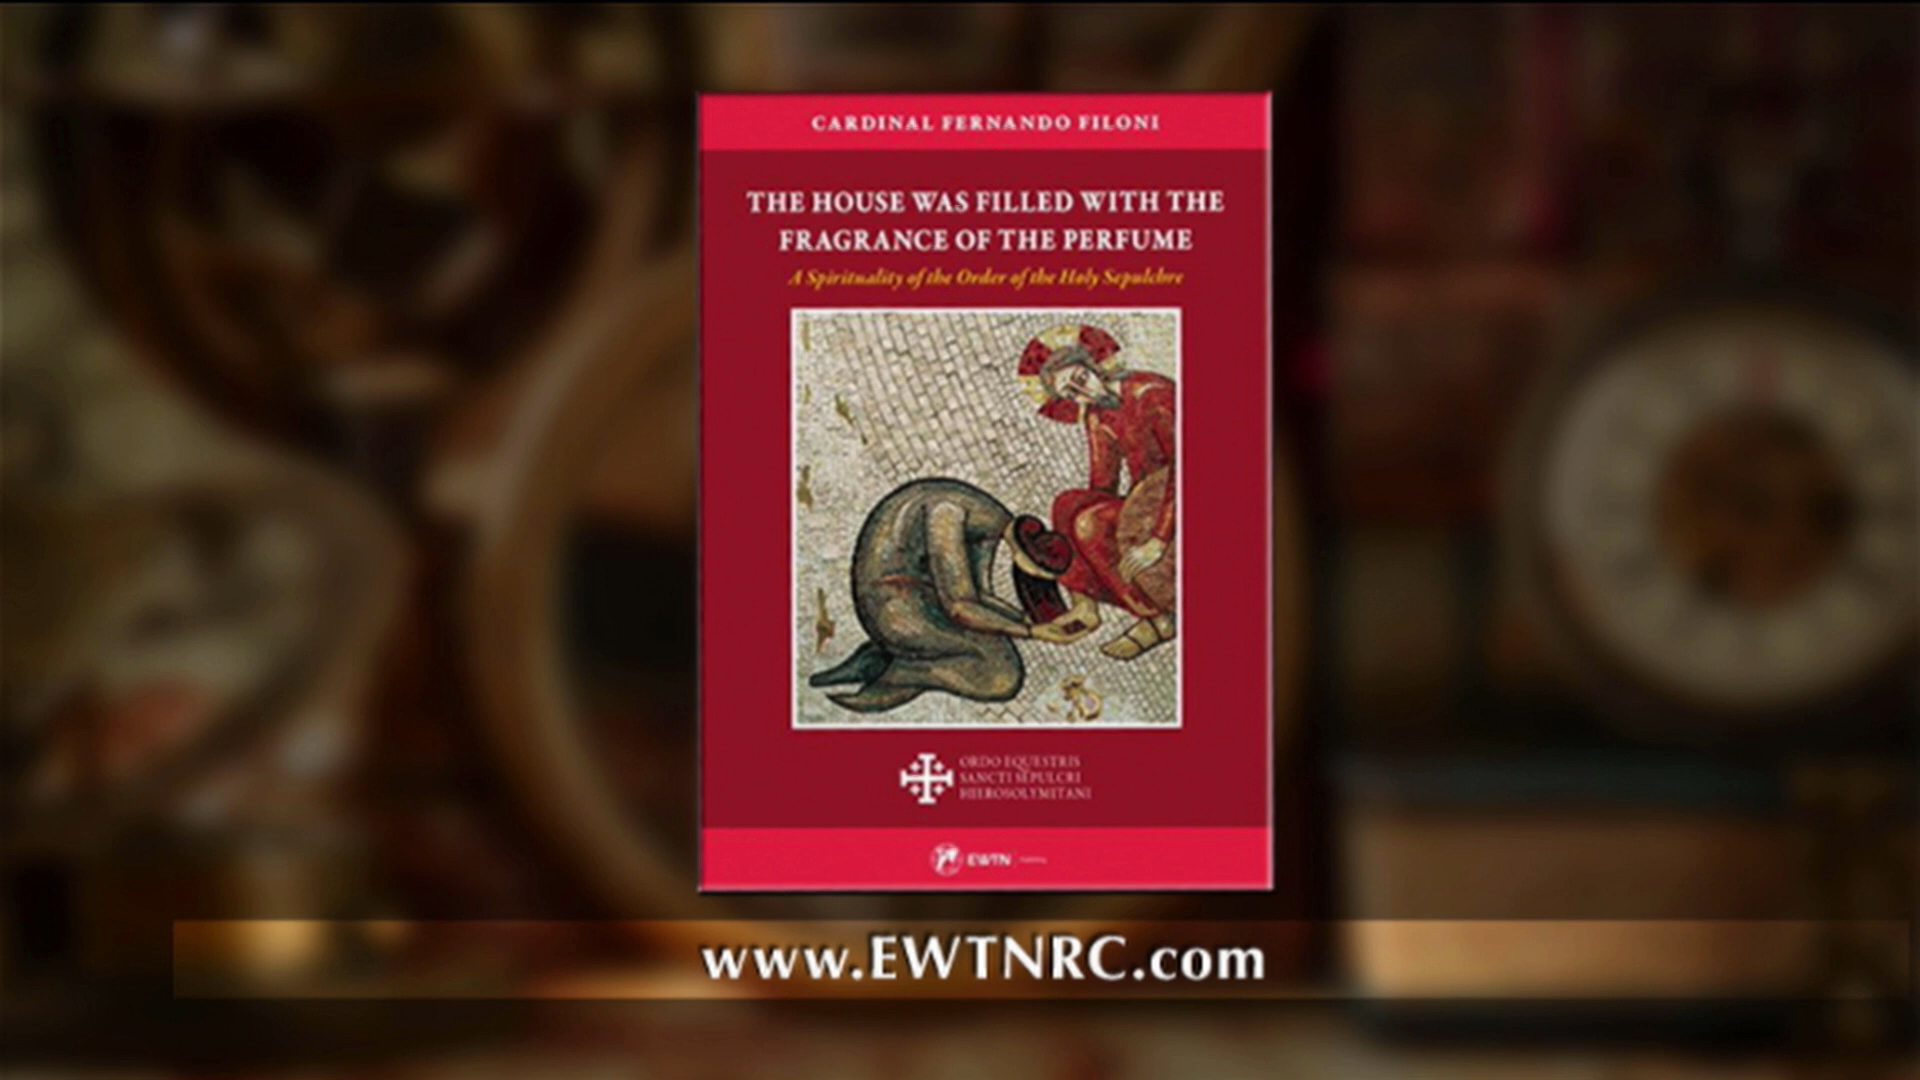 CARDINAL FERNANDO FILONI
THE HOUSE WAS FILLED WITH THE
FRAGRANCE OF THE PERFUME
A Spirituality of the Order of the Holy Sepulchre
ORDO EQUESTRIS
SANCTI SEPULCRI
HIEROSOLYMITANI
EWTN
www.EWTNRC.com